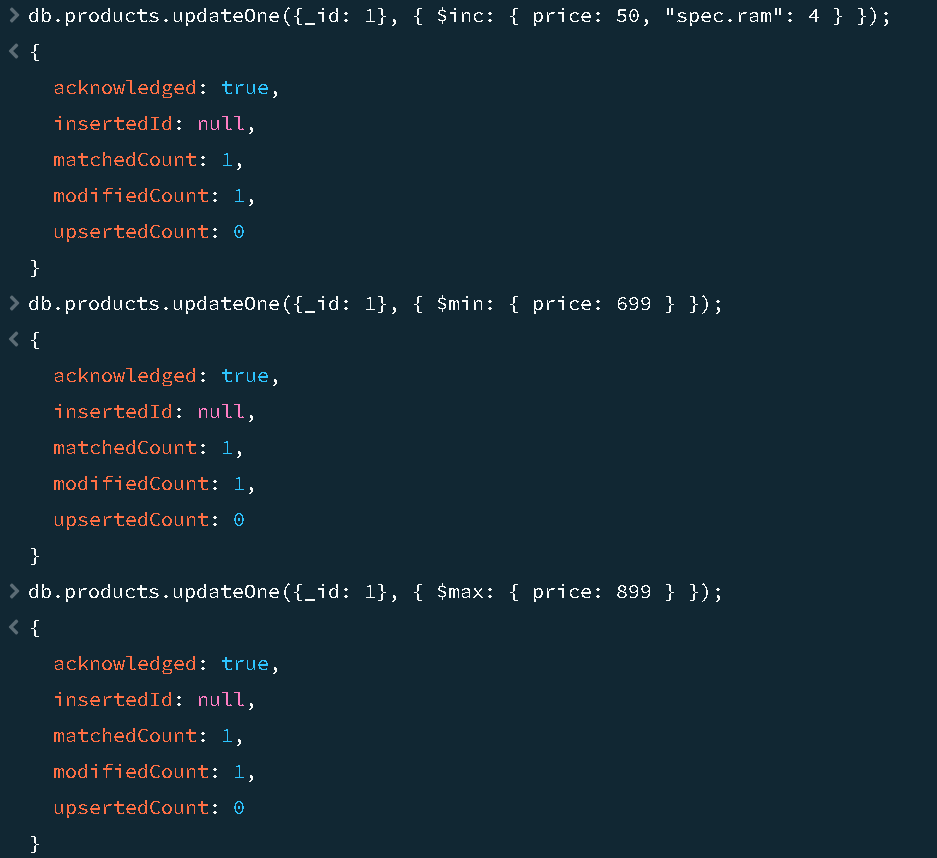 > db.products.updateOne({_id: 1}, { $inc: { price: 50, "spec.ram": 4 } });
< {
acknowledged: true,
insertedId: null,
matchedCount: 1,
modifiedCount: 1,
upsertedCount: 0
}
> db.products.updateOne({_id: 1}, { $min: { price: 699 } });
< {
acknowledged: true,
insertedId: null,
matchedCount: 1,
modifiedCount: 1,
upsertedCount: 0
}
> db.products.updateOne({_id: 1}, { $max: { price: 899 } });
< {
acknowledged: true,
insertedId: null,
matchedCount: 1,
modifiedCount: 1,
upsertedCount: 0
}